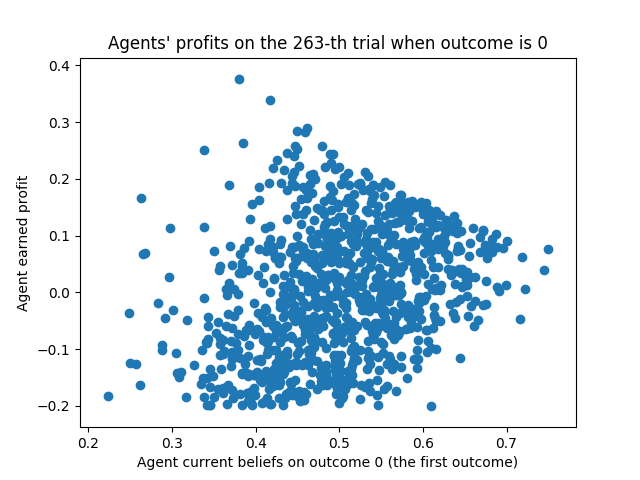 Agents' profits on the 263-th trial when outcome is 0
0.4
0.3
0.2
0.1
0.0
−0.1
−0.2
Agent earned profit
0.2 0.3 0.4 0.5 0.6 0.7
Agent current beliefs on outcome 0 (the first outcome)